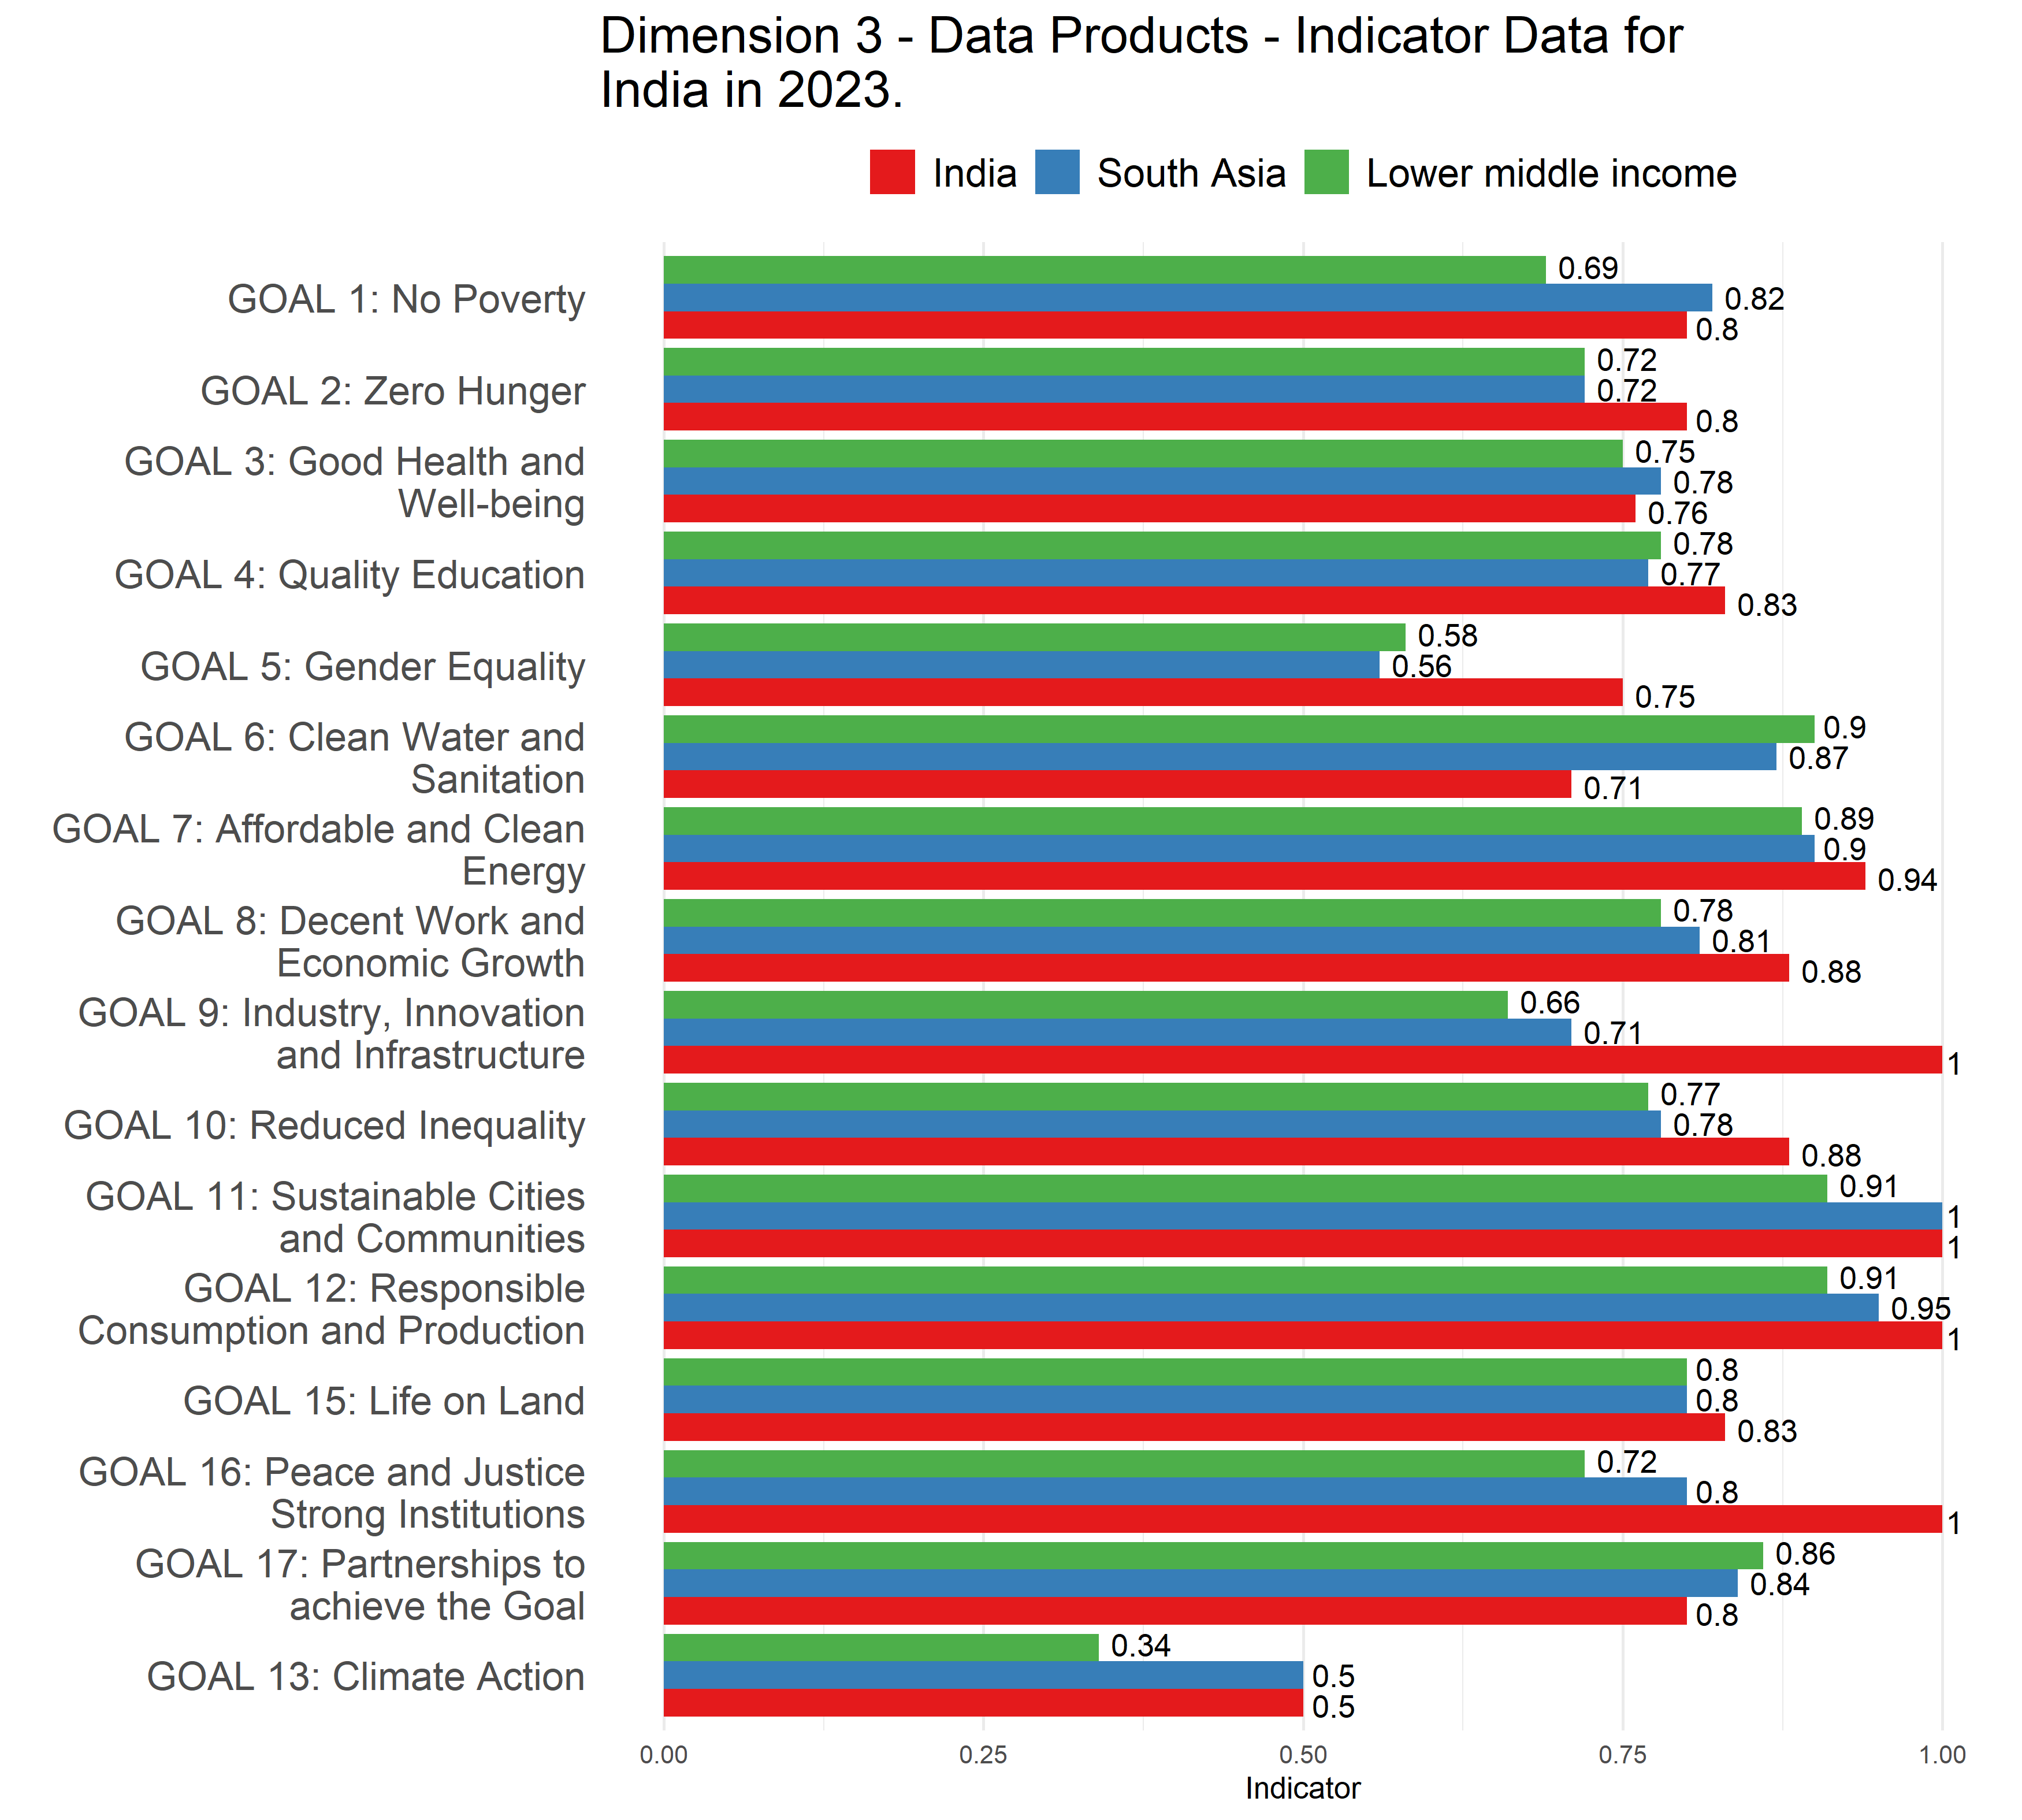 Dimension 3 - Data Products - Indicator Data for
India in 2023.
India
South Asia
Lower middle income
GOAL 1: No Poverty
0.69
0.82
0.8
GOAL 2: Zero Hunger
0.72
0.72
0.8
GOAL 3: Good Health and
Well-being
0.75
0.78
0.76
GOAL 4: Quality Education
0.78
0.77
0.83
GOAL 5: Gender Equality
0.58
0.56
0.75
GOAL 6: Clean Water and
Sanitation
0.9
0.87
0.71
GOAL 7: Affordable and Clean
Energy
0.89
0.9
0.94
GOAL 8: Decent Work and
Economic Growth
0.78
0.81
0.88
GOAL 9: Industry, Innovation
and Infrastructure
0.66
0.71
1
GOAL 10: Reduced Inequality
0.77
0.78
0.88
GOAL 11: Sustainable Cities
and Communities
0.91
1
1
GOAL 12: Responsible
Consumption and Production
0.91
0.95
1
GOAL 15: Life on Land
0.8
0.8
0.83
GOAL 16: Peace and Justice
Strong Institutions
0.72
0.8
1
GOAL 17: Partnerships to
achieve the Goal
0.86
0.84
0.8
GOAL 13: Climate Action
0.34
0.5
0.5
0.00
0.25
0.50
0.75
1.00
Indicator